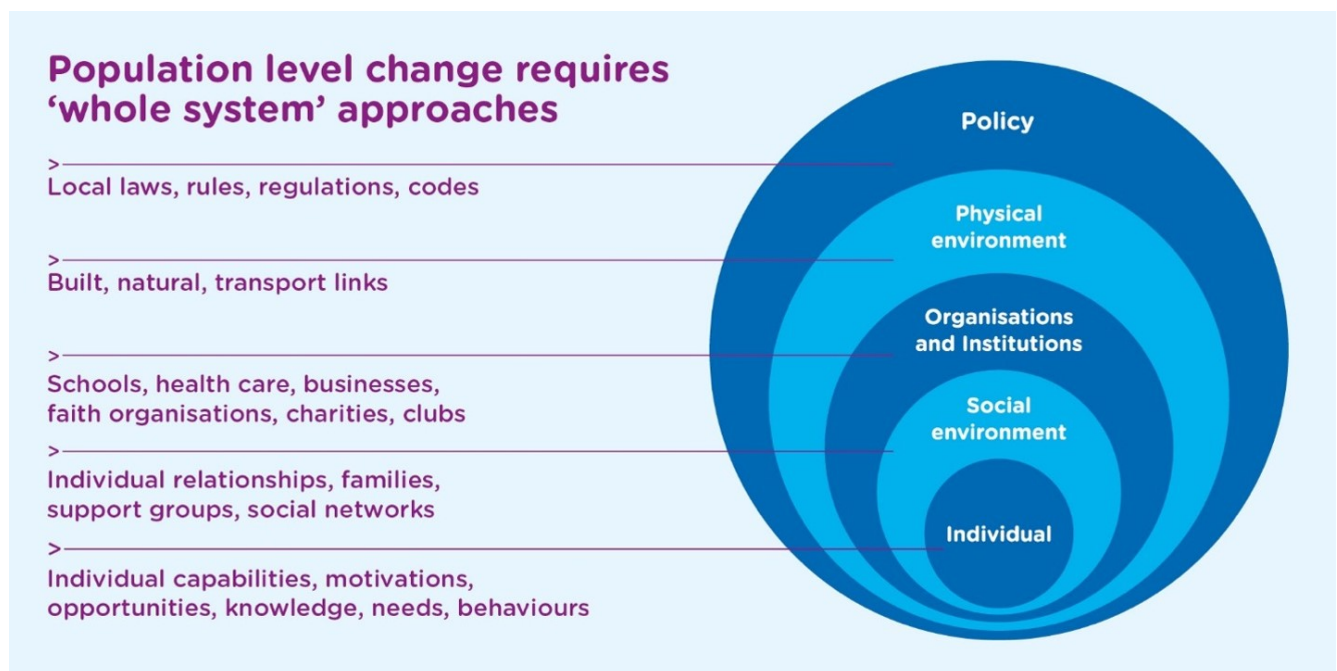 Population level change requires
‘whole system’ approaches
>
Local laws, rules, regulations, codes
>
Built, natural, transport links
>
Schools, health care, businesses,
faith organisations, charities, clubs
>
Individual relationships, families,
support groups, social networks
>
Individual capabilities, motivations,
opportunities, knowledge, needs, behaviours
Policy
Physical
environment
Organisations
and Institutions
Social
environment
Individual